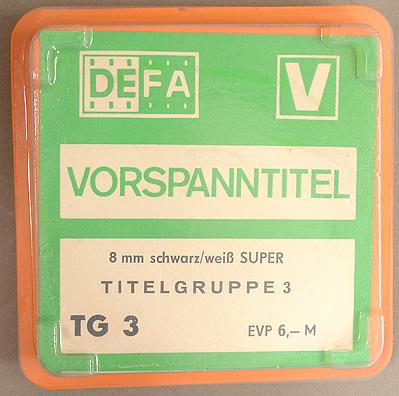 DEFA V
VORSPANNTITEL
8 mm schwarz/weiß SUPER
TITELGRUPPE 3
TG 3 EVP 6,– M